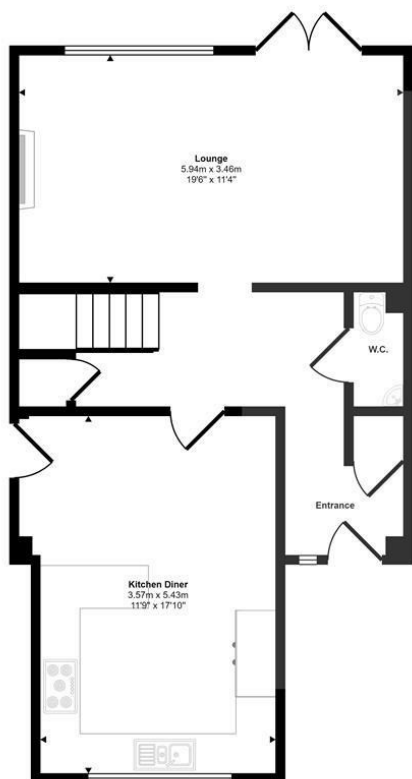 Lounge
5.94m x 3.46m
19'6" x 11'4"
W.C.
Entrance
Kitchen Diner
3.57m x 5.43m
11'9" x 17'10"